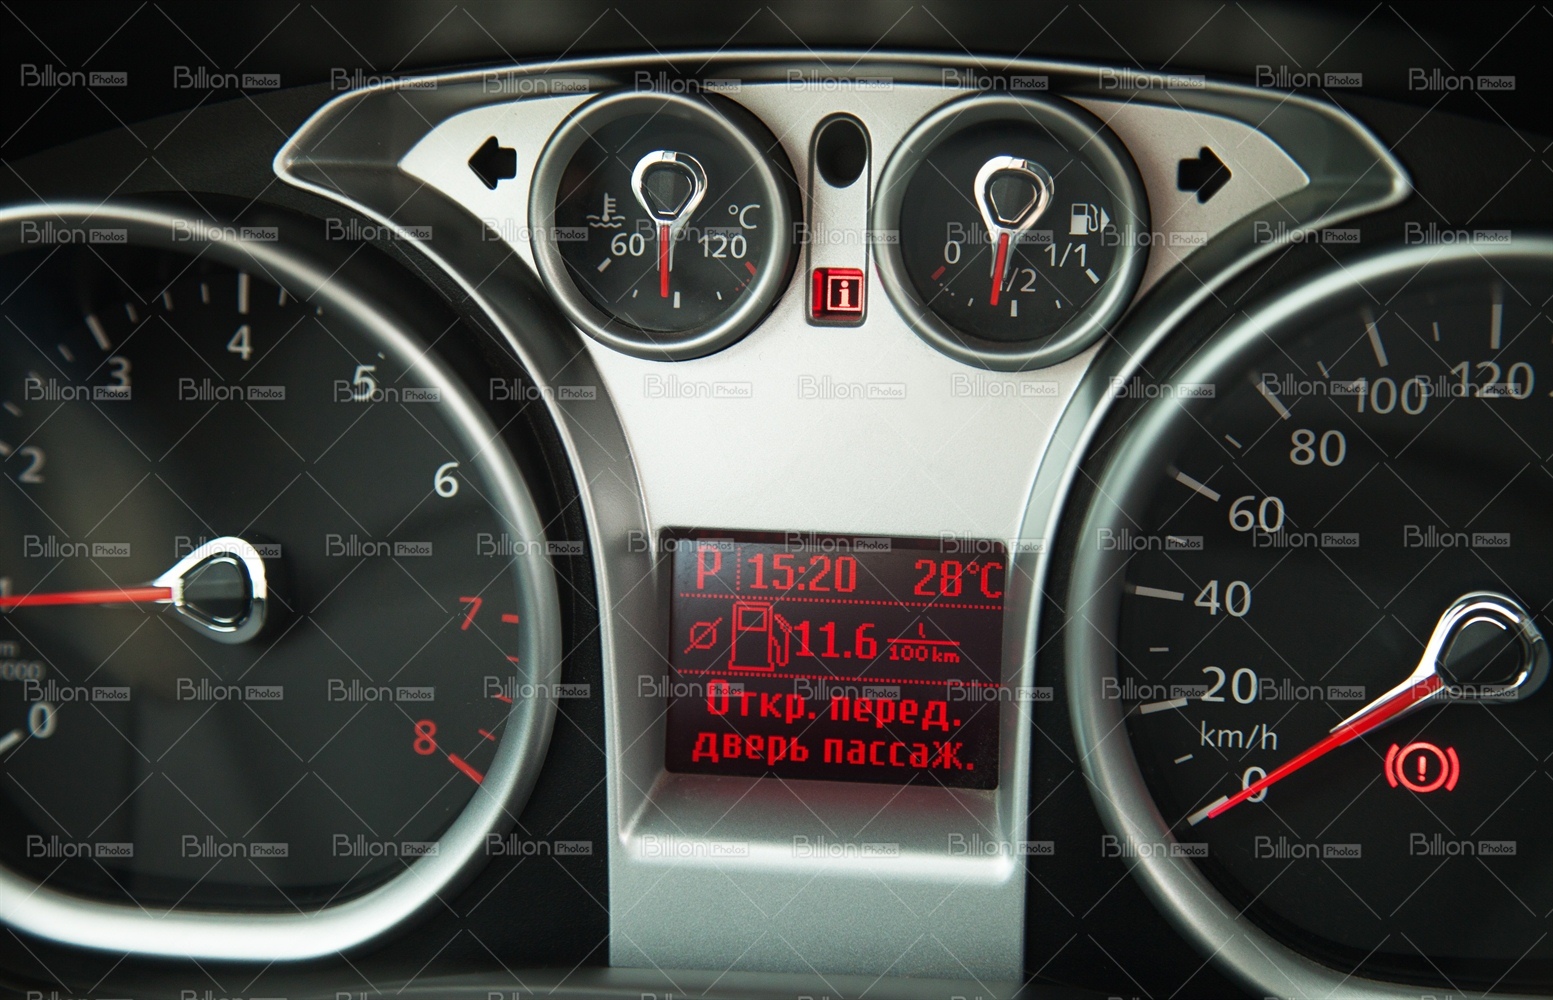 60 120 °C
0 1/2 1/1
i
0 2 3 4 5 6 7 8
P 15:20 28°C
Ø 11.6 l/100km
Откр. перед.
дверь пассаж.
0 20 40 60 80 100 120
km/h
Billion Photos